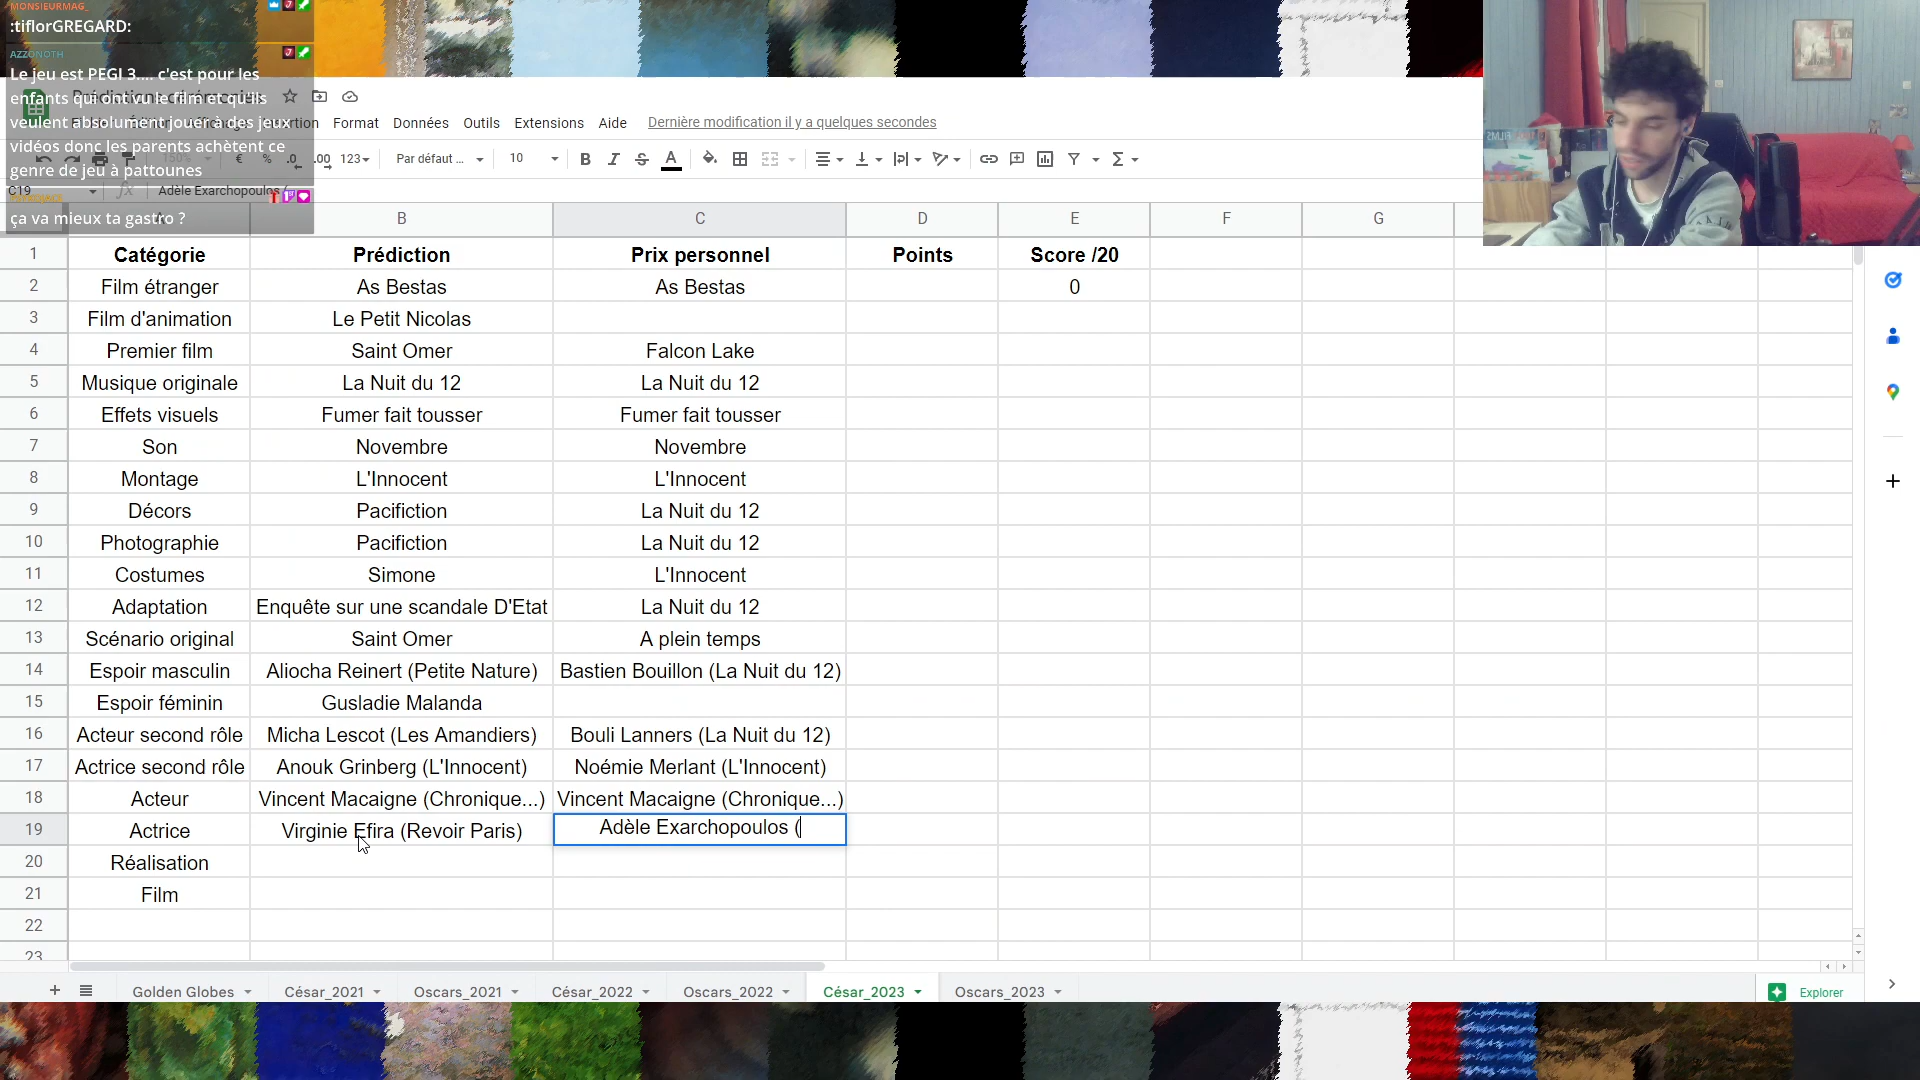 MONSIEURMAG_
:tiflorGREGARD:
AZZONOTH
Le jeu est PEGI 3.... c'est pour les
enfants qui ont vu le film et qu'ils
veulent absolument jouer à des jeux
vidéos donc les parents achètent ce
genre de jeu à pattounes
ça va mieux ta gastro ?
Format Données Outils Extensions Aide Dernière modification il y a quelques secondes
150% € % .0 .00 123 Par défaut ... 10 B I S A
C19 fx Adèle Exarchopoulos (
A B C D E F G
1 Catégorie Prédiction Prix personnel Points Score /20
2 Film étranger As Bestas As Bestas 0
3 Film d'animation Le Petit Nicolas
4 Premier film Saint Omer Falcon Lake
5 Musique originale La Nuit du 12 La Nuit du 12
6 Effets visuels Fumer fait tousser Fumer fait tousser
7 Son Novembre Novembre
8 Montage L'Innocent L'Innocent
9 Décors Pacifiction La Nuit du 12
10 Photographie Pacifiction La Nuit du 12
11 Costumes Simone L'Innocent
12 Adaptation Enquête sur une scandale D'Etat La Nuit du 12
13 Scénario original Saint Omer A plein temps
14 Espoir masculin Aliocha Reinert (Petite Nature) Bastien Bouillon (La Nuit du 12)
15 Espoir féminin Gusladie Malanda
16 Acteur second rôle Micha Lescot (Les Amandiers) Bouli Lanners (La Nuit du 12)
17 Actrice second rôle Anouk Grinberg (L'Innocent) Noémie Merlant (L'Innocent)
18 Acteur Vincent Macaigne (Chronique...) Vincent Macaigne (Chronique...)
19 Actrice Virginie Efira (Revoir Paris) Adèle Exarchopoulos (
20 Réalisation
21 Film
22
23
Golden Globes César_2021 Oscars_2021 César_2022 Oscars_2022 César_2023 Oscars_2023 Explorer